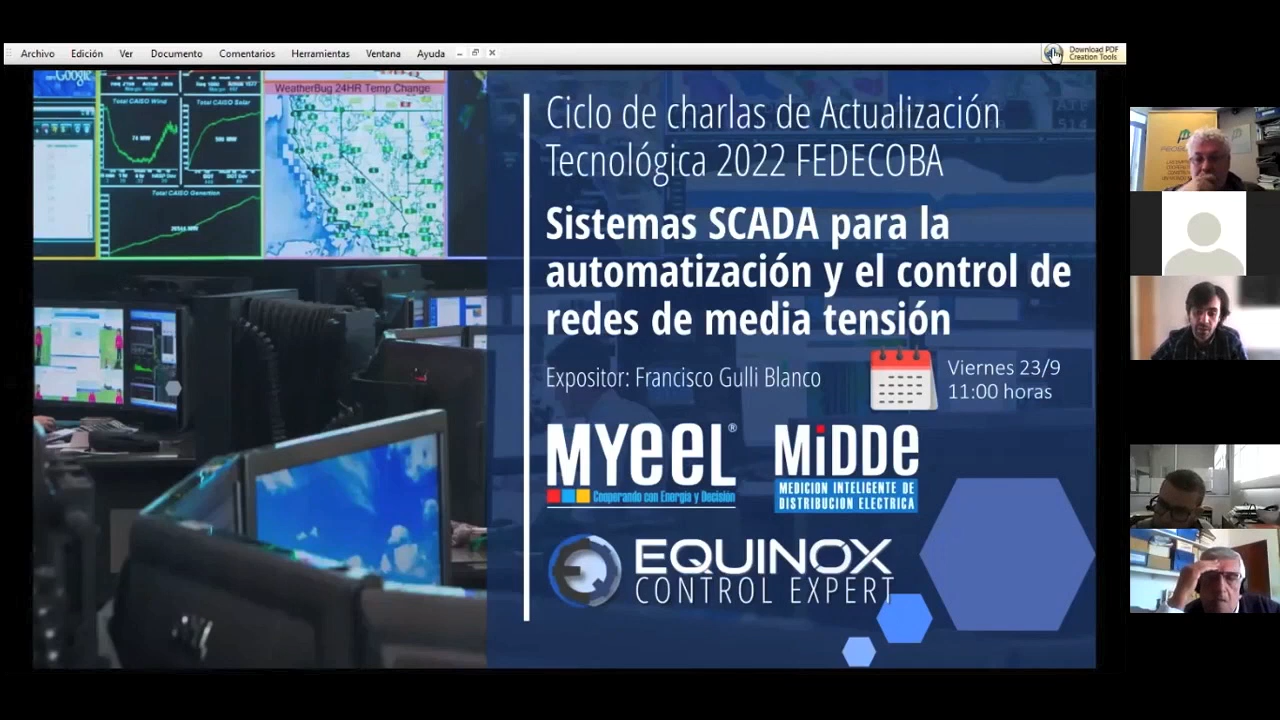 Archivo Edición Ver Documento Comentarios Herramientas Ventana Ayuda
Download PDF
Creation Tools
Google
WeatherBug 24HR Temp Change
Total CAISO Wind
Total CAISO Solar
Total CAISO Generation
Ciclo de charlas de Actualización
Tecnológica 2022 FEDECOBA
Sistemas SCADA para la
automatización y el control de
redes de media tensión
Expositor: Francisco Gulli Blanco
Viernes 23/9
11:00 horas
MYeeL®
Cooperando con Energía y Decisión
MiDDe
MEDICION INTELIGENTE DE
DISTRIBUCION ELECTRICA
EQUINOX
CONTROL EXPERT